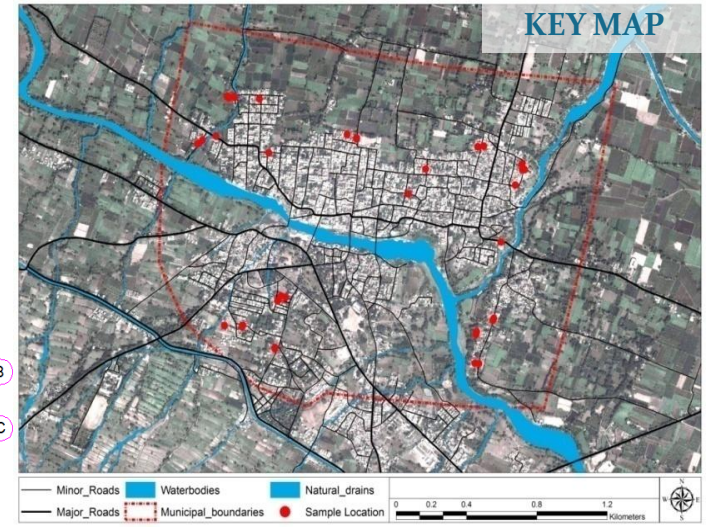 KEY MAP
B
C
Minor_Roads Waterbodies Natural_drains
Major_Roads Municipal_boundaries Sample Location
0 0.2 0.4 0.8 1.2
Kilometers
N
W E
S